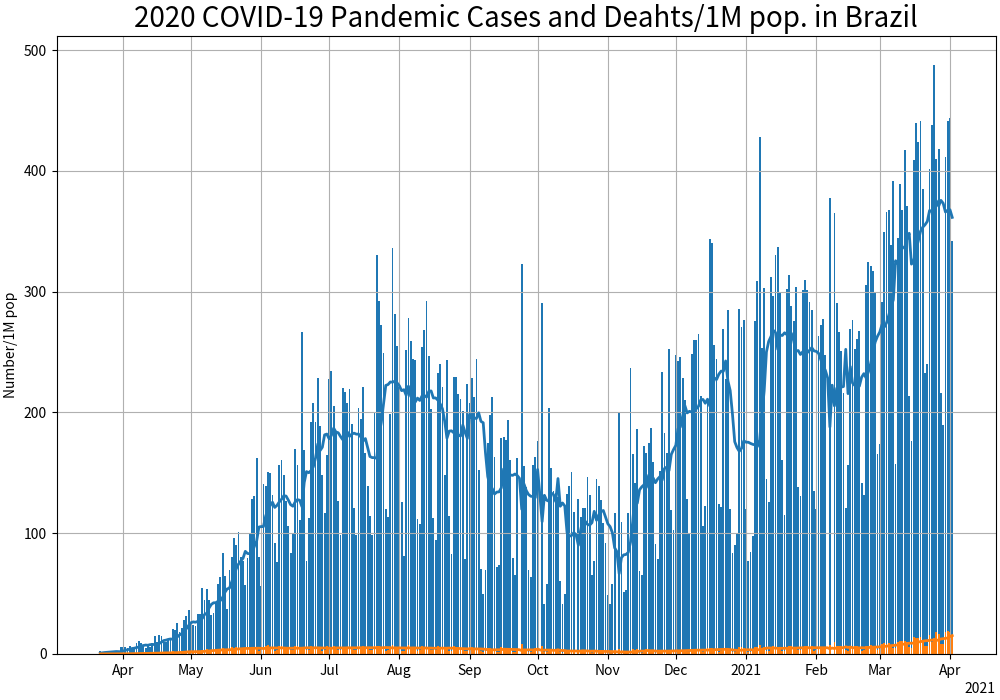 2020 COVID-19 Pandemic Cases and Deahts/1M pop. in Brazil
500
400
300
200
100
0
Number/1M pop
Apr May Jun Jul Aug Sep Oct Nov Dec 2021 Feb Mar Apr
2021